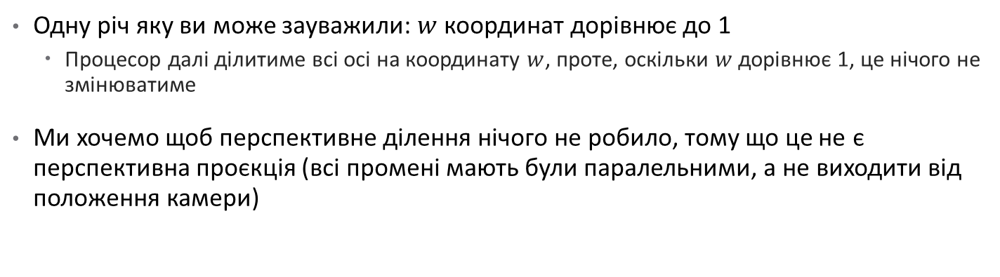 • Одну річ яку ви може зауважили: w координат дорівнює до 1
• Процесор далі ділитиме всі осі на координату w, проте, оскільки w дорівнює 1, це нічого не
змінюватиме
• Ми хочемо щоб перспективне ділення нічого не робило, тому що це не є
перспективна проєкція (всі промені мають були паралельними, а не виходити від
положення камери)